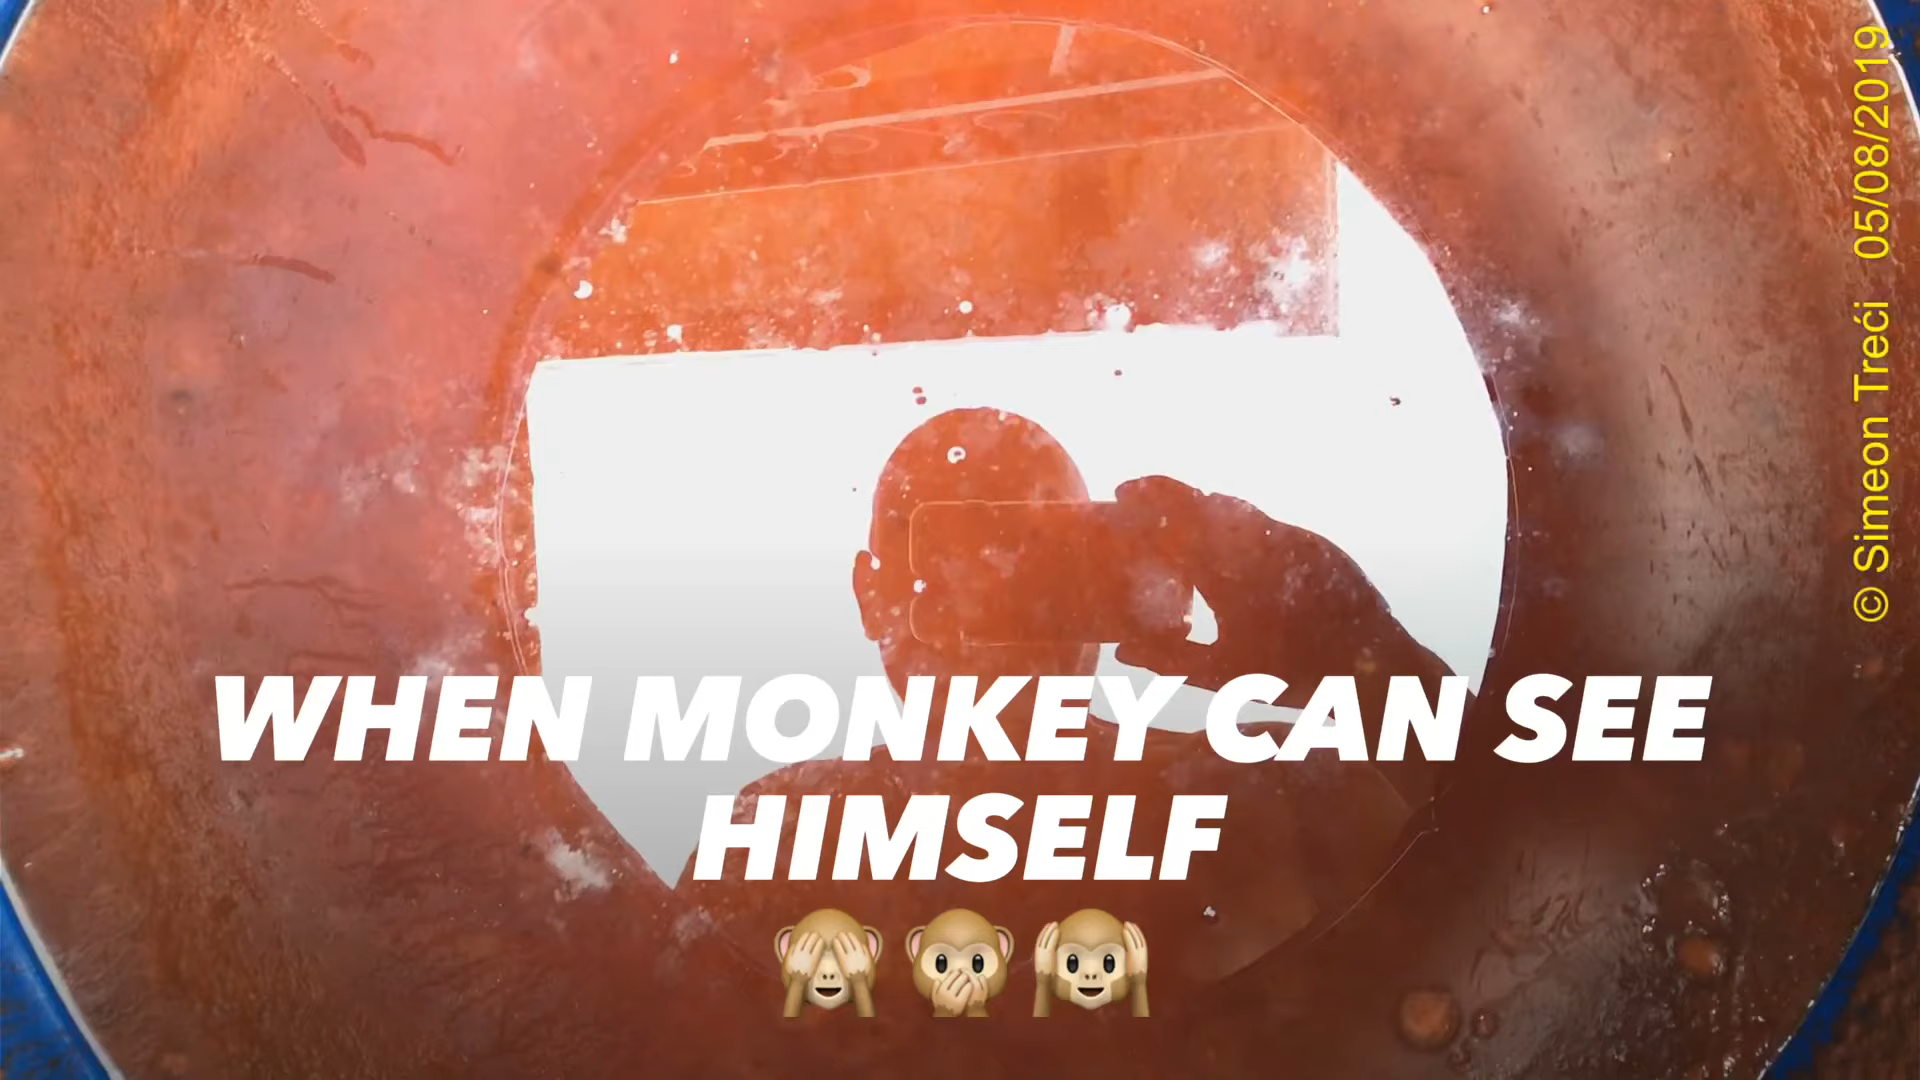 WHEN MONKEY CAN SEE
HIMSELF
🙈 🙊 🙉
© Simeon Treći 05/08/2019